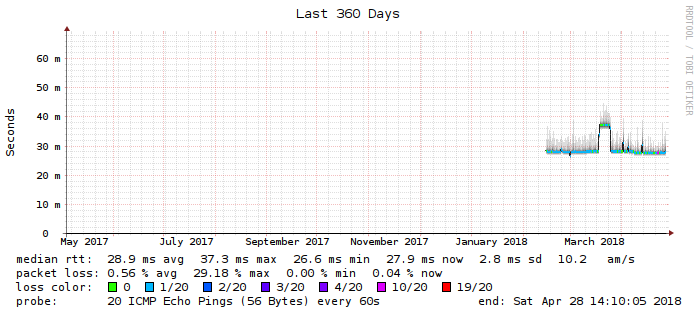 Last 360 Days
RRDTOOL / TOBI OETIKER
Seconds
60 m
50 m
40 m
30 m
20 m
10 m
0
May 2017 July 2017 September 2017 November 2017 January 2018 March 2018
median rtt: 28.9 ms avg 37.3 ms max 26.6 ms min 27.9 ms now 2.8 ms sd 10.2 am/s
packet loss: 0.56 % avg 29.18 % max 0.00 % min 0.04 % now
loss color: 0 1/20 2/20 3/20 4/20 10/20 19/20
probe: 20 ICMP Echo Pings (56 Bytes) every 60s end: Sat Apr 28 14:10:05 2018